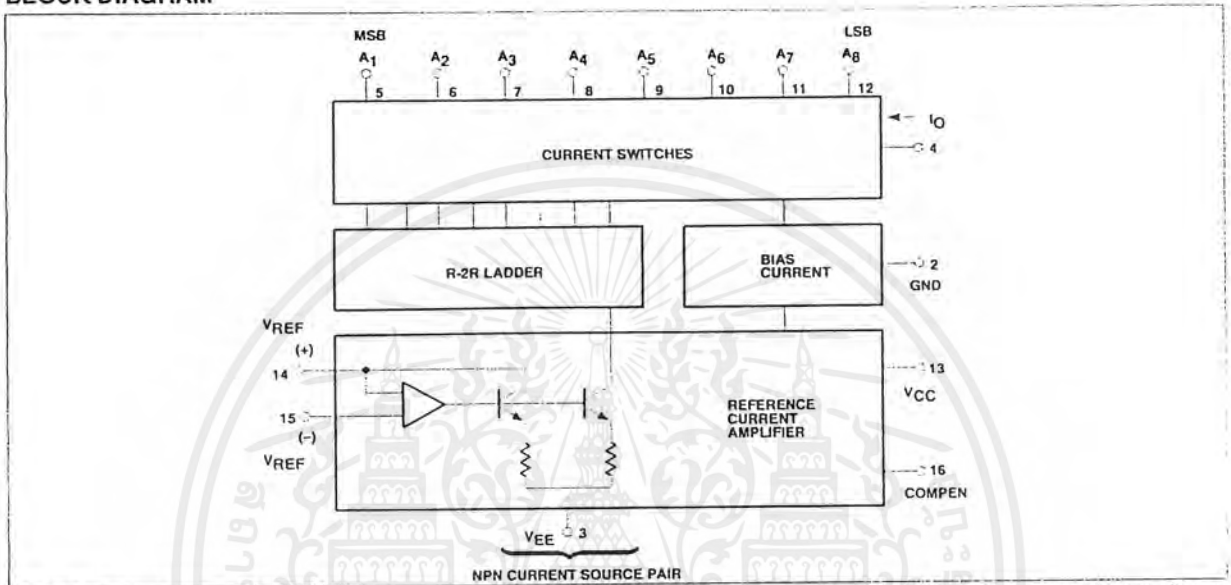 BLOCK DIAGRAM
MSB LSB
A1 A2 A3 A4 A5 A6 A7 A8
5 6 7 8 9 10 11 12
IO
4
CURRENT SWITCHES
R-2R LADDER
BIAS
CURRENT
2
GND
VREF
(+)
14
15
(–)
VREF
REFERENCE
CURRENT
AMPLIFIER
13
VCC
16
COMPEN
VEE 3
NPN CURRENT SOURCE PAIR